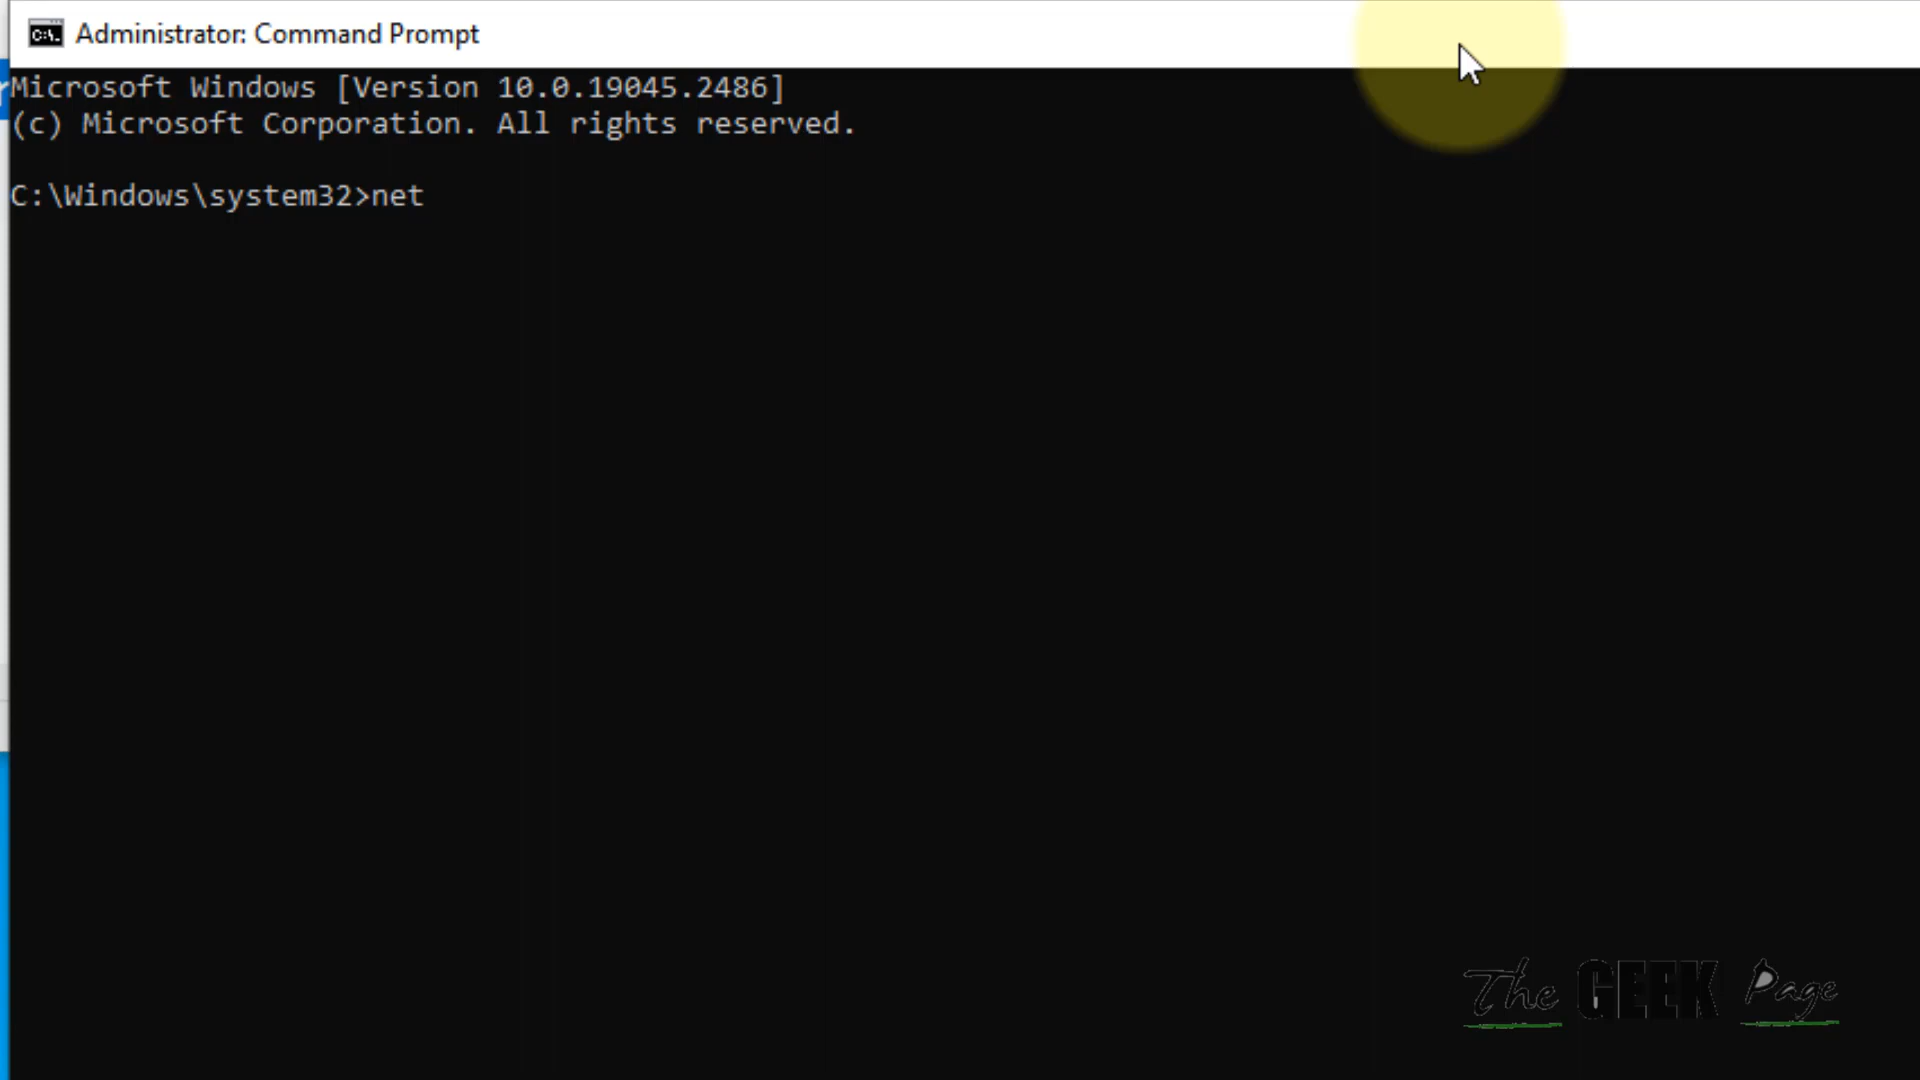 Administrator: Command Prompt
Microsoft Windows [Version 10.0.19045.2486]
(c) Microsoft Corporation. All rights reserved.
C:\Windows\system32>net
The GEEK Page